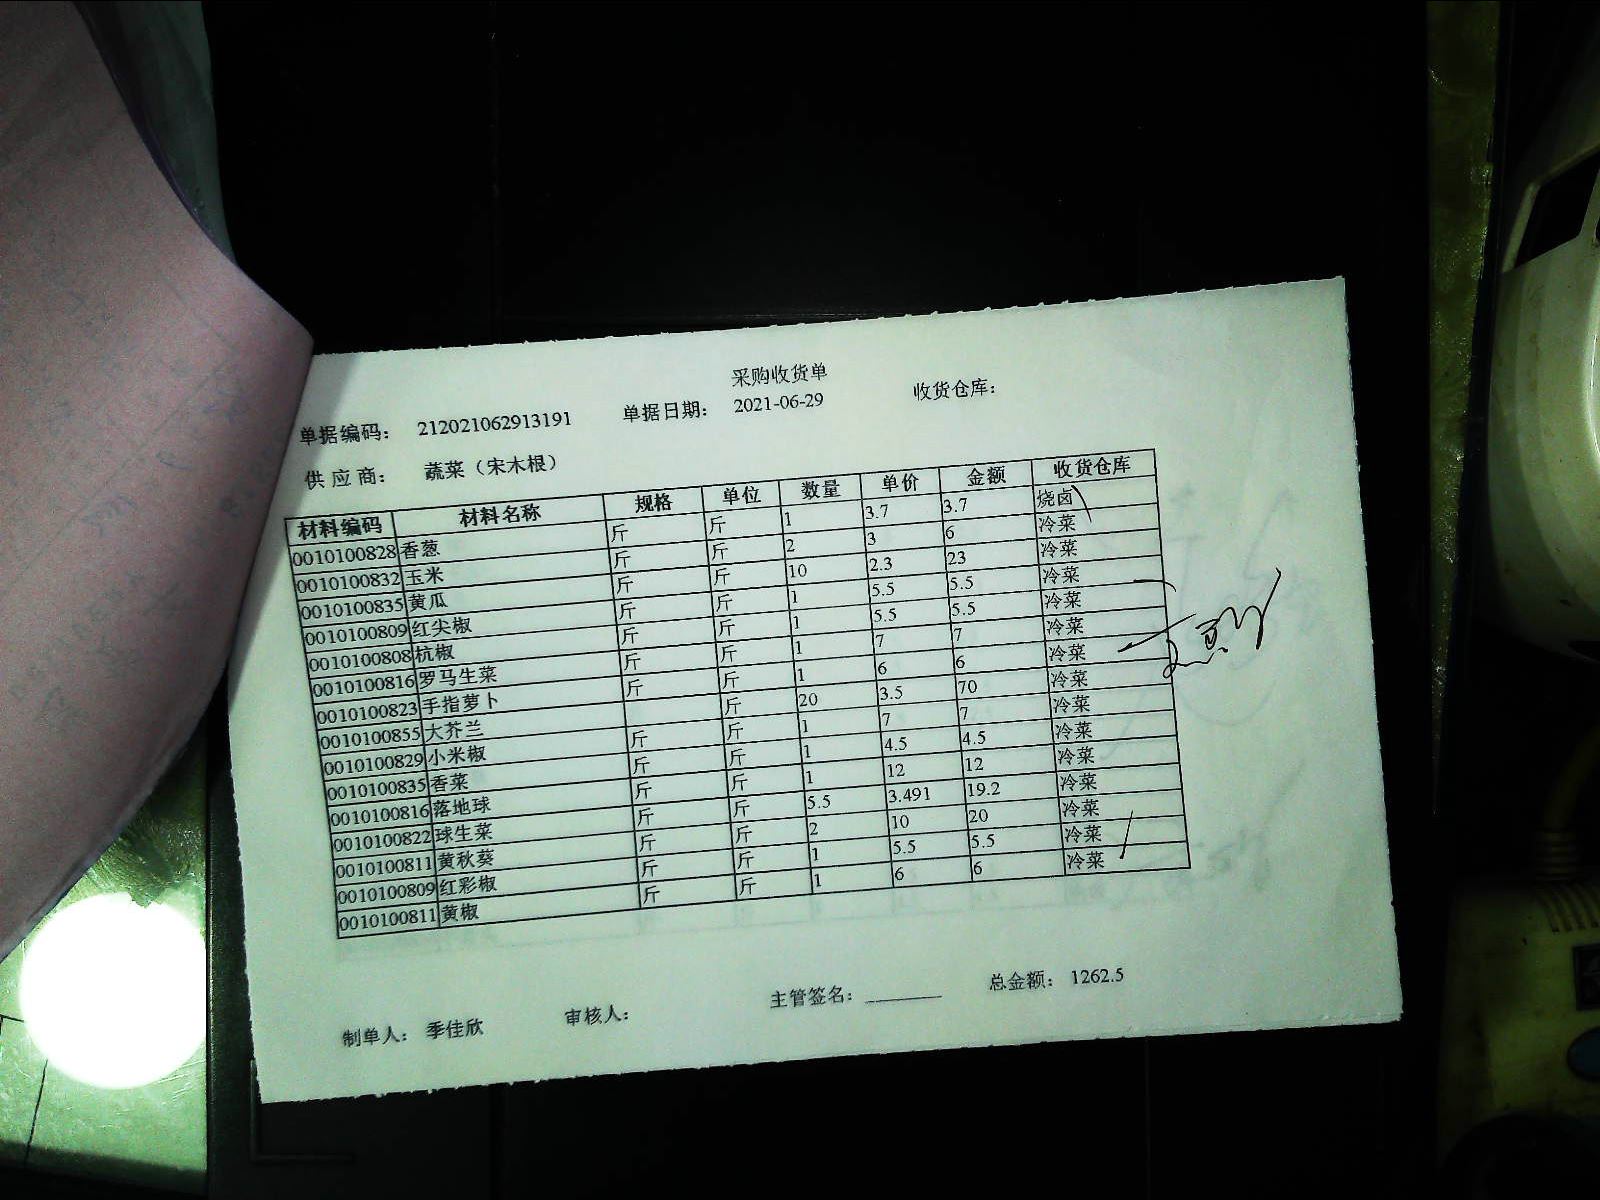 采购收货单
单据编码： 212021062913191 单据日期： 2021-06-29 收货仓库：
供应商： 蔬菜（宋木根）
材料编码 材料名称 规格 单位 数量 单价 金额 收货仓库
0010100828 香葱 斤 斤 1 3.7 3.7 烧卤
0010100832 玉米 斤 斤 2 3 6 冷菜
0010100835 黄瓜 斤 斤 10 2.3 23 冷菜
0010100809 红尖椒 斤 斤 1 5.5 5.5 冷菜
0010100808 杭椒 斤 斤 1 5.5 5.5 冷菜
0010100816 罗马生菜 斤 斤 1 7 7 冷菜
0010100823 手指萝卜 斤 斤 1 6 6 冷菜
0010100855 大芥兰 斤 20 3.5 70 冷菜
0010100829 小米椒 斤 斤 1 7 7 冷菜
0010100835 香菜 斤 斤 1 4.5 4.5 冷菜
0010100816 落地球 斤 斤 1 12 12 冷菜
0010100822 球生菜 斤 斤 5.5 3.491 19.2 冷菜
0010100811 黄秋葵 斤 斤 2 10 20 冷菜
0010100809 红彩椒 斤 斤 1 5.5 5.5 冷菜
0010100811 黄椒 斤 斤 1 6 6 冷菜
制单人： 季佳欣 审核人： 主管签名： 总金额： 1262.5